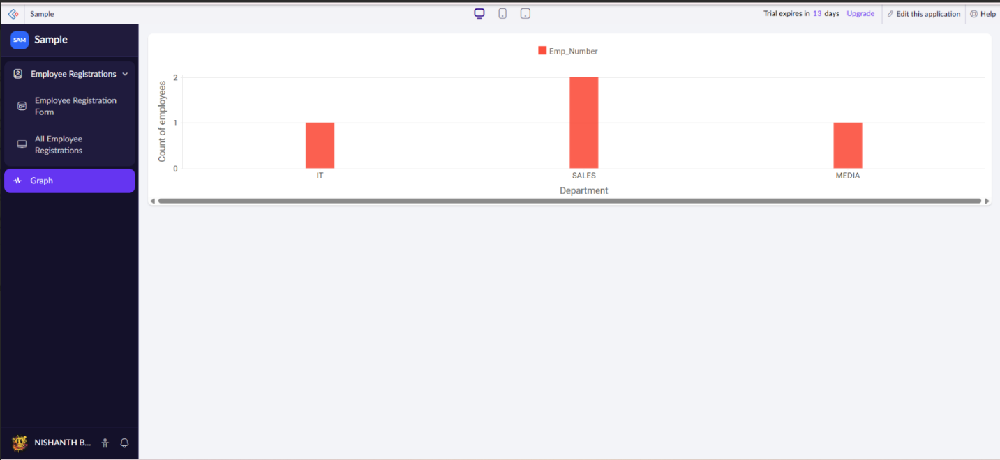 Sample
Trial expires in 13 days Upgrade Edit this application Help
SAM Sample
Employee Registrations
Employee Registration
Form
All Employee
Registrations
Graph
NISHANTH B...
Emp_Number
Count of employees
2
1
0
IT SALES MEDIA
Department